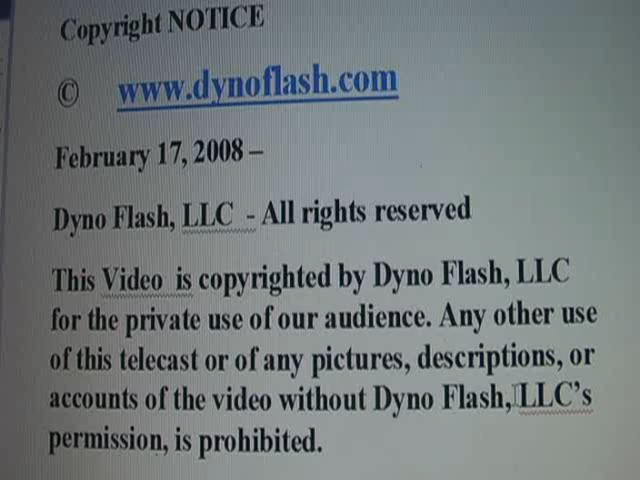 Copyright NOTICE
© www.dynoflash.com
February 17, 2008 –
Dyno Flash, LLC - All rights reserved
This Video is copyrighted by Dyno Flash, LLC
for the private use of our audience. Any other use
of this telecast or of any pictures, descriptions, or
accounts of the video without Dyno Flash, LLC’s
permission, is prohibited.